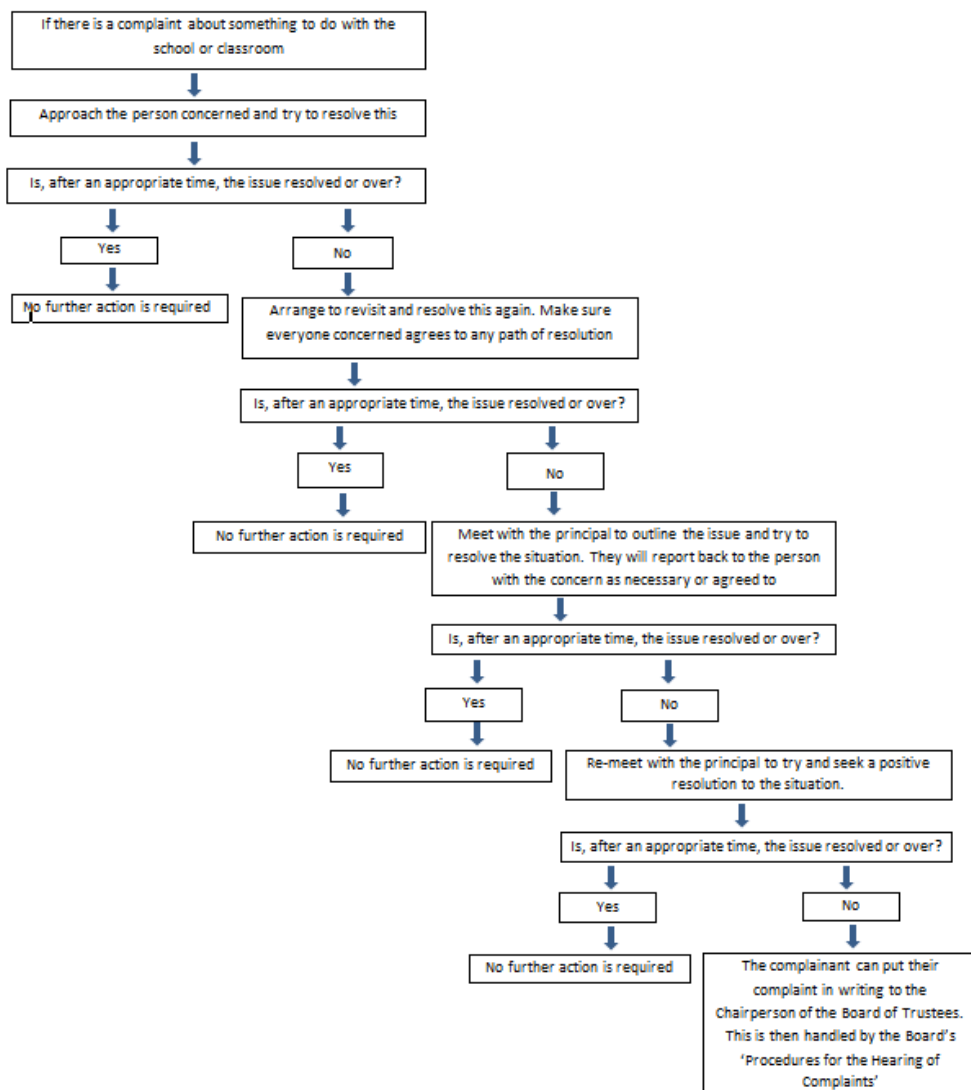 If there is a complaint about something to do with the
school or classroom
Approach the person concerned and try to resolve this
Is, after an appropriate time, the issue resolved or over?
Yes
No
No further action is required
Arrange to revisit and resolve this again. Make sure
everyone concerned agrees to any path of resolution
Is, after an appropriate time, the issue resolved or over?
Yes
No
No further action is required
Meet with the principal to outline the issue and try to
resolve the situation. They will report back to the person
with the concern as necessary or agreed to
Is, after an appropriate time, the issue resolved or over?
Yes
No
No further action is required
Re-meet with the principal to try and seek a positive
resolution to the situation.
Is, after an appropriate time, the issue resolved or over?
Yes
No
No further action is required
The complainant can put their
complaint in writing to the
Chairperson of the Board of Trustees.
This is then handled by the Board's
'Procedures for the Hearing of
Complaints'